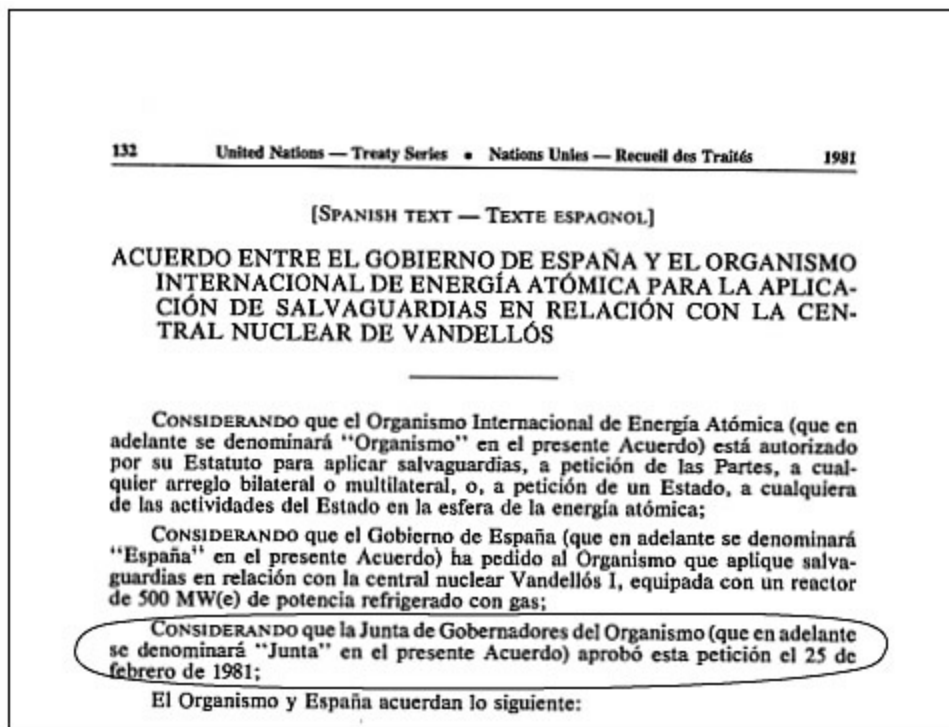 132 United Nations — Treaty Series • Nations Unies — Recueil des Traités 1981
[SPANISH TEXT — TEXTE ESPAGNOL]
ACUERDO ENTRE EL GOBIERNO DE ESPAÑA Y EL ORGANISMO
INTERNACIONAL DE ENERGÍA ATÓMICA PARA LA APLICA-
CIÓN DE SALVAGUARDIAS EN RELACIÓN CON LA CEN-
TRAL NUCLEAR DE VANDELLÓS
CONSIDERANDO que el Organismo Internacional de Energía Atómica (que en
adelante se denominará "Organismo" en el presente Acuerdo) está autorizado
por su Estatuto para aplicar salvaguardias, a petición de las Partes, a cual-
quier arreglo bilateral o multilateral, o, a petición de un Estado, a cualquiera
de las actividades del Estado en la esfera de la energía atómica;
CONSIDERANDO que el Gobierno de España (que en adelante se denominará
"España" en el presente Acuerdo) ha pedido al Organismo que aplique salva-
guardias en relación con la central nuclear Vandellós I, equipada con un reactor
de 500 MW(e) de potencia refrigerado con gas;
CONSIDERANDO que la Junta de Gobernadores del Organismo (que en adelante
se denominará "Junta" en el presente Acuerdo) aprobó esta petición el 25 de
febrero de 1981;
El Organismo y España acuerdan lo siguiente: